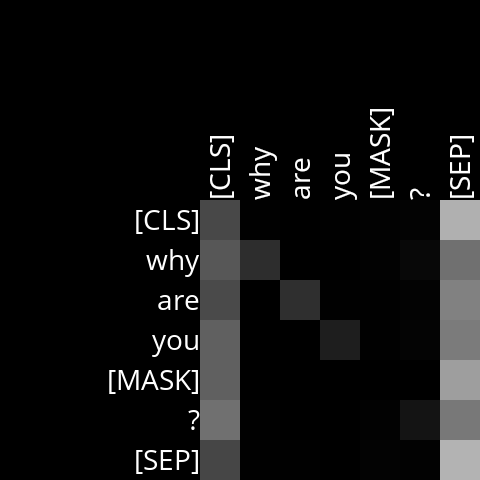 [CLS] why are you [MASK] ? [SEP]
[CLS]
why
are
you
[MASK]
?
[SEP]